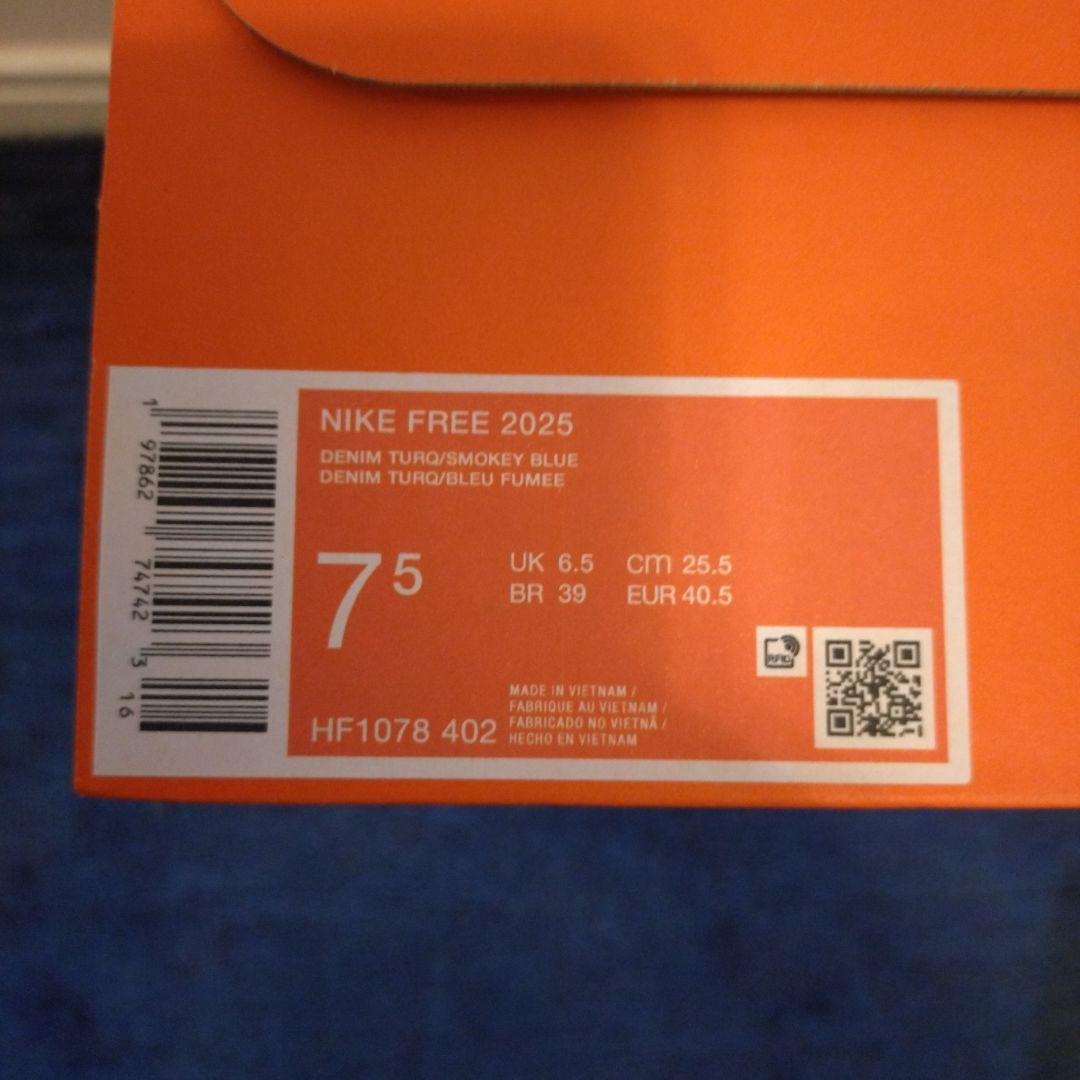 NIKE FREE 2025
DENIM TURQ/SMOKEY BLUE
DENIM TURQ/BLEU FUMEE
7 5
UK 6.5 cm 25.5
BR 39 EUR 40.5
RFID
MADE IN VIETNAM /
FABRIQUE AU VIETNAM /
FABRICADO NO VIETNÃ /
HECHO EN VIETNAM
HF1078 402
1 97862 74742 3 16